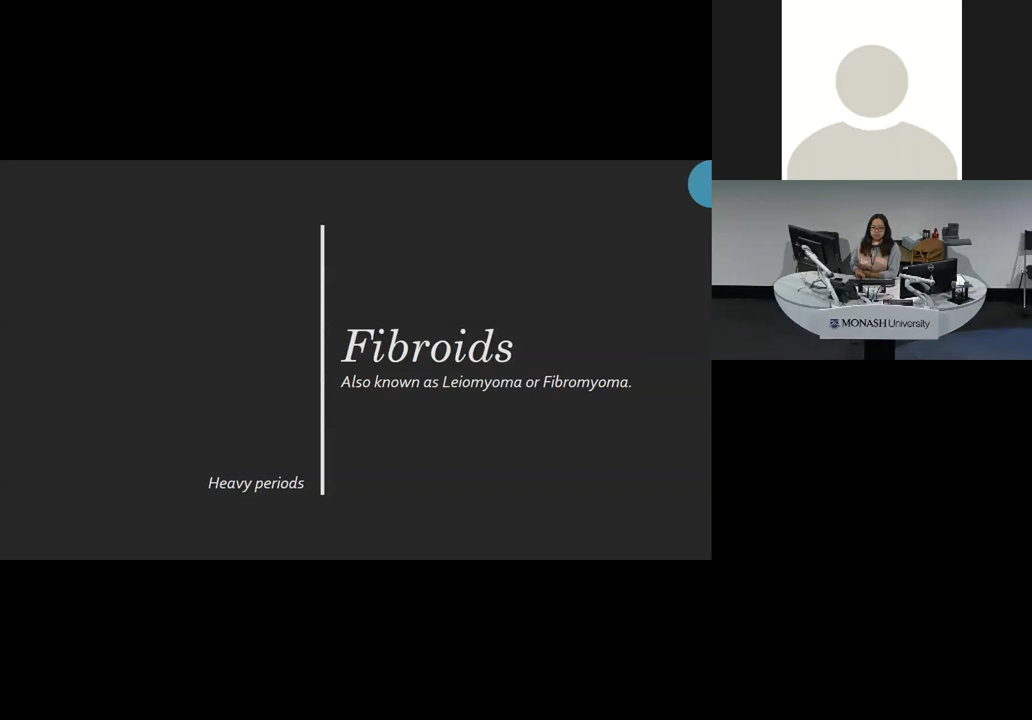 Fibroids
Also known as Leiomyoma or Fibromyoma.
Heavy periods
MONASH University